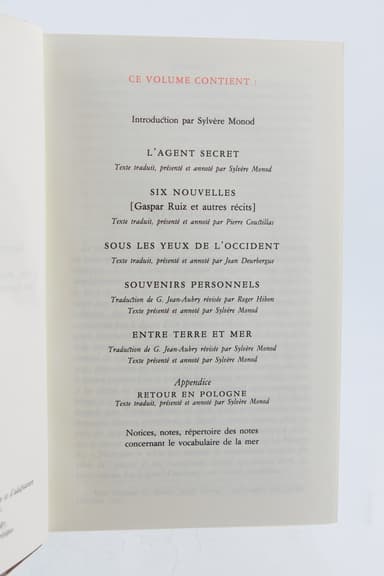 CE VOLUME CONTIENT :
Introduction par Sylvère Monod
L'AGENT SECRET
Texte traduit, présenté et annoté par Sylvère Monod
SIX NOUVELLES
[Gaspar Ruiz et autres récits]
Texte traduit, présenté et annoté par Pierre Coustillas
SOUS LES YEUX DE L'OCCIDENT
Texte traduit, présenté et annoté par Jean Deurbergue
SOUVENIRS PERSONNELS
Traduction de G. Jean-Aubry révisée par Roger Hibon
Texte présenté et annoté par Sylvère Monod
ENTRE TERRE ET MER
Traduction de G. Jean-Aubry révisée par Sylvère Monod
Texte présenté et annoté par Sylvère Monod
Appendice
RETOUR EN POLOGNE
Texte traduit, présenté et annoté par Sylvère Monod
Notices, notes, répertoire des notes
concernant le vocabulaire de la mer